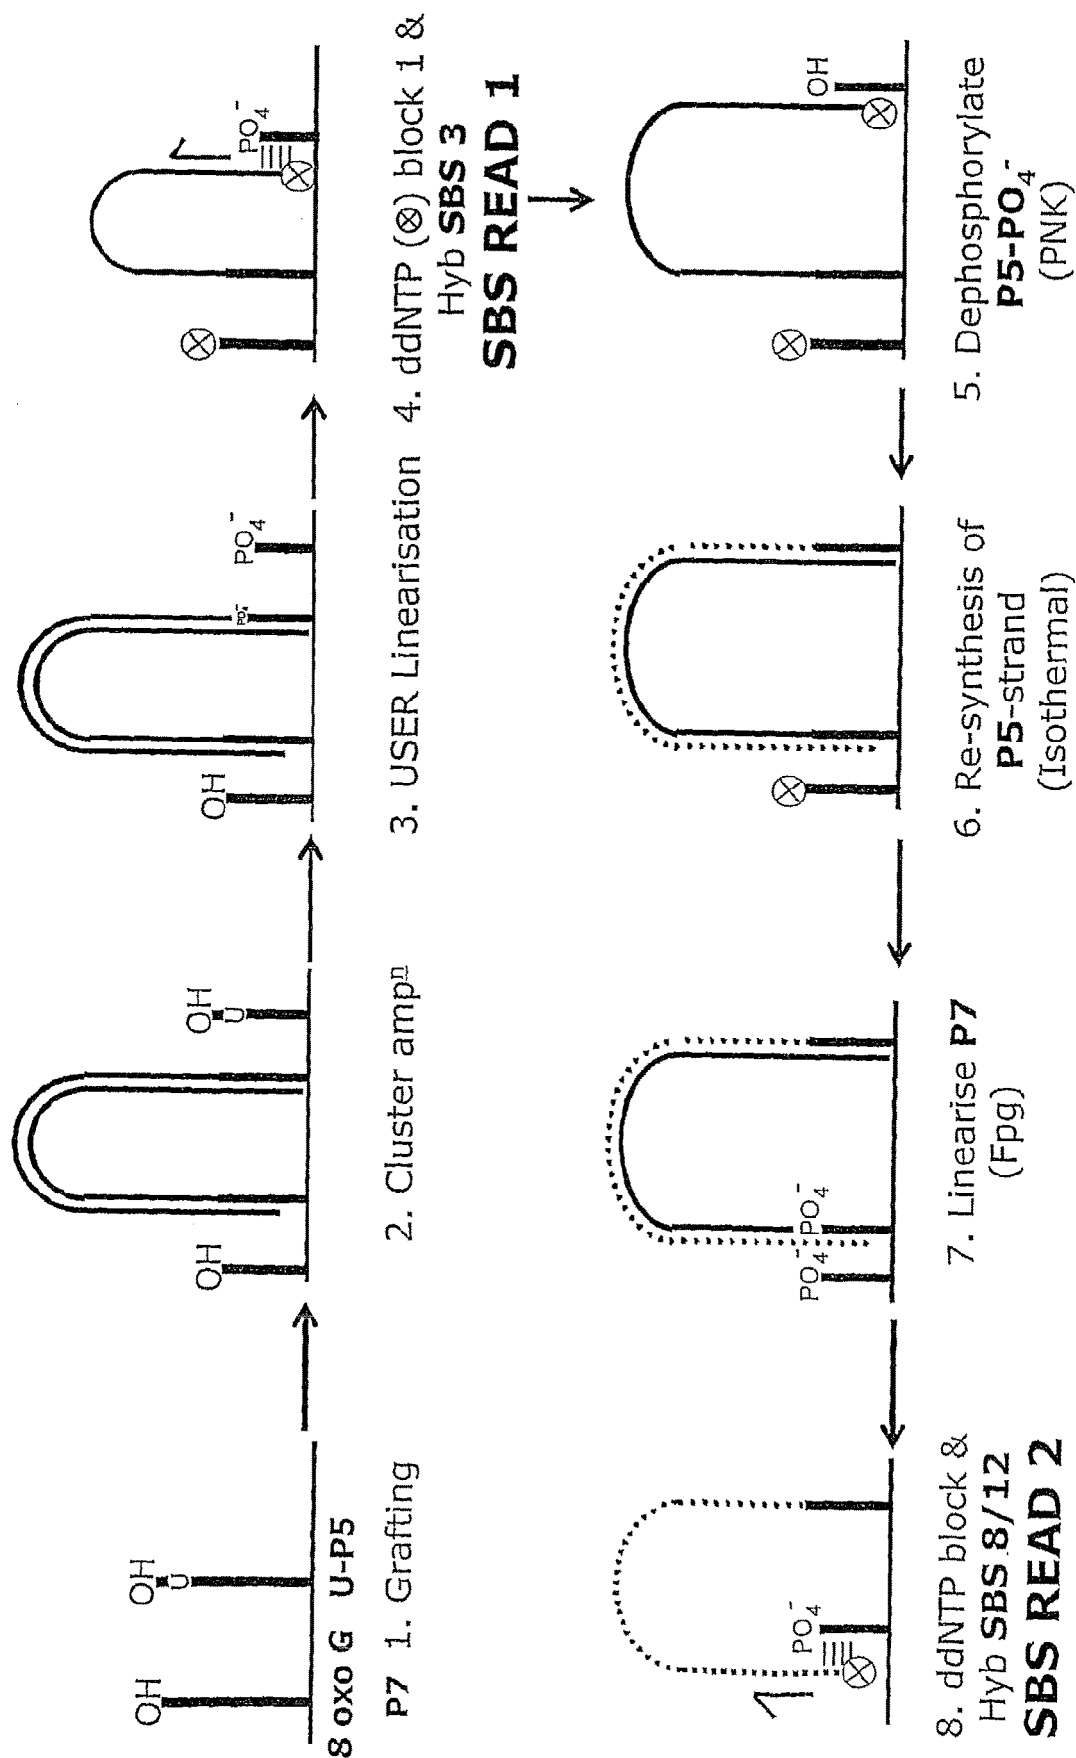 OH
OH
U
8 oxo G U-P5
P7 1. Grafting
OH
OH
U
2. Cluster ampⁿ
OH
PO₄⁻
PO₄⁻
3. USER Linearisation
PO₄⁻
4. ddNTP (⊗) block 1 &
Hyb SBS 3
SBS READ 1
OH
5. Dephosphorylate
P5-PO₄⁻
(PNK)
6. Re-synthesis of
P5-strand
(Isothermal)
PO₄⁻
PO₄⁻
7. Linearise P7
(Fpg)
PO₄⁻
8. ddNTP block &
Hyb SBS 8/12
SBS READ 2